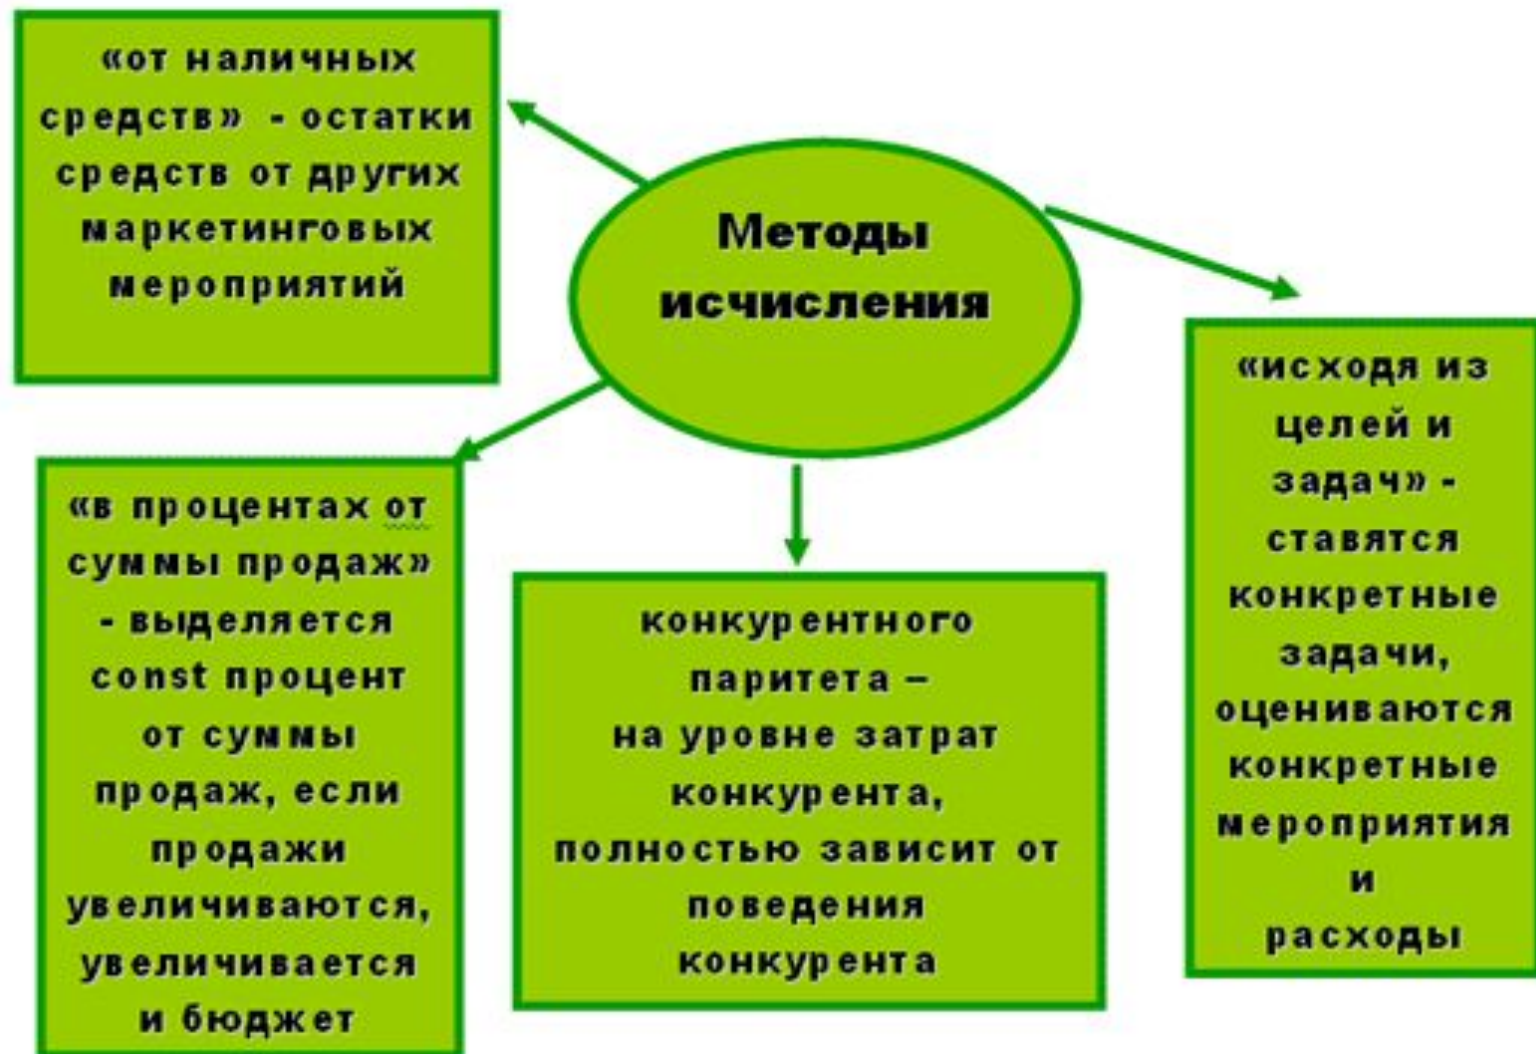 «от наличных
средств» - остатки
средств от других
маркетинговых
мероприятий
Методы
исчисления
«исходя из
целей и
задач» -
ставятся
конкретные
задачи,
оцениваются
конкретные
мероприятия
и
расходы
«в процентах от
суммы продаж»
- выделяется
const процент
от суммы
продаж, если
продажи
увеличиваются,
увеличивается
и бюджет
конкурентного
паритета –
на уровне затрат
конкурента,
полностью зависит от
поведения
конкурента